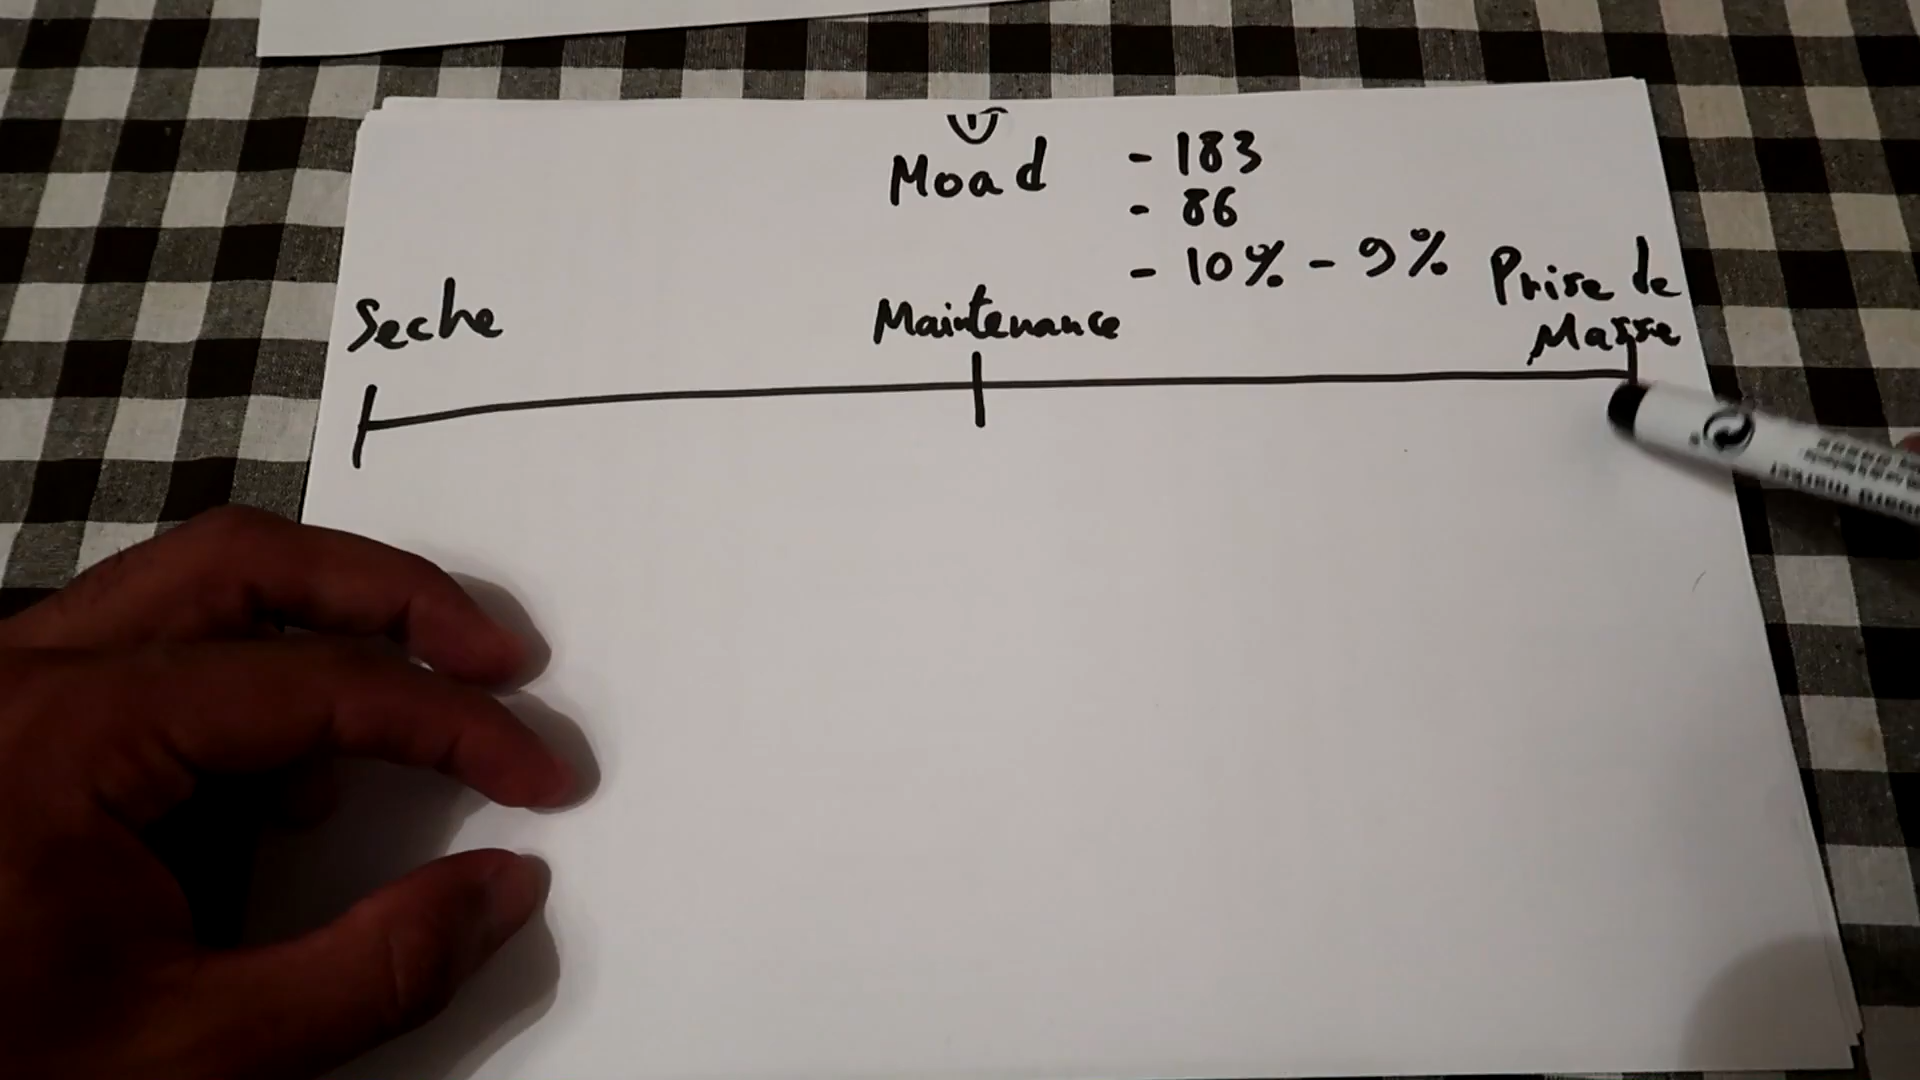 Moad
- 183
- 86
- 10% - 9%
Seche
Maintenance
Prise de
Masse